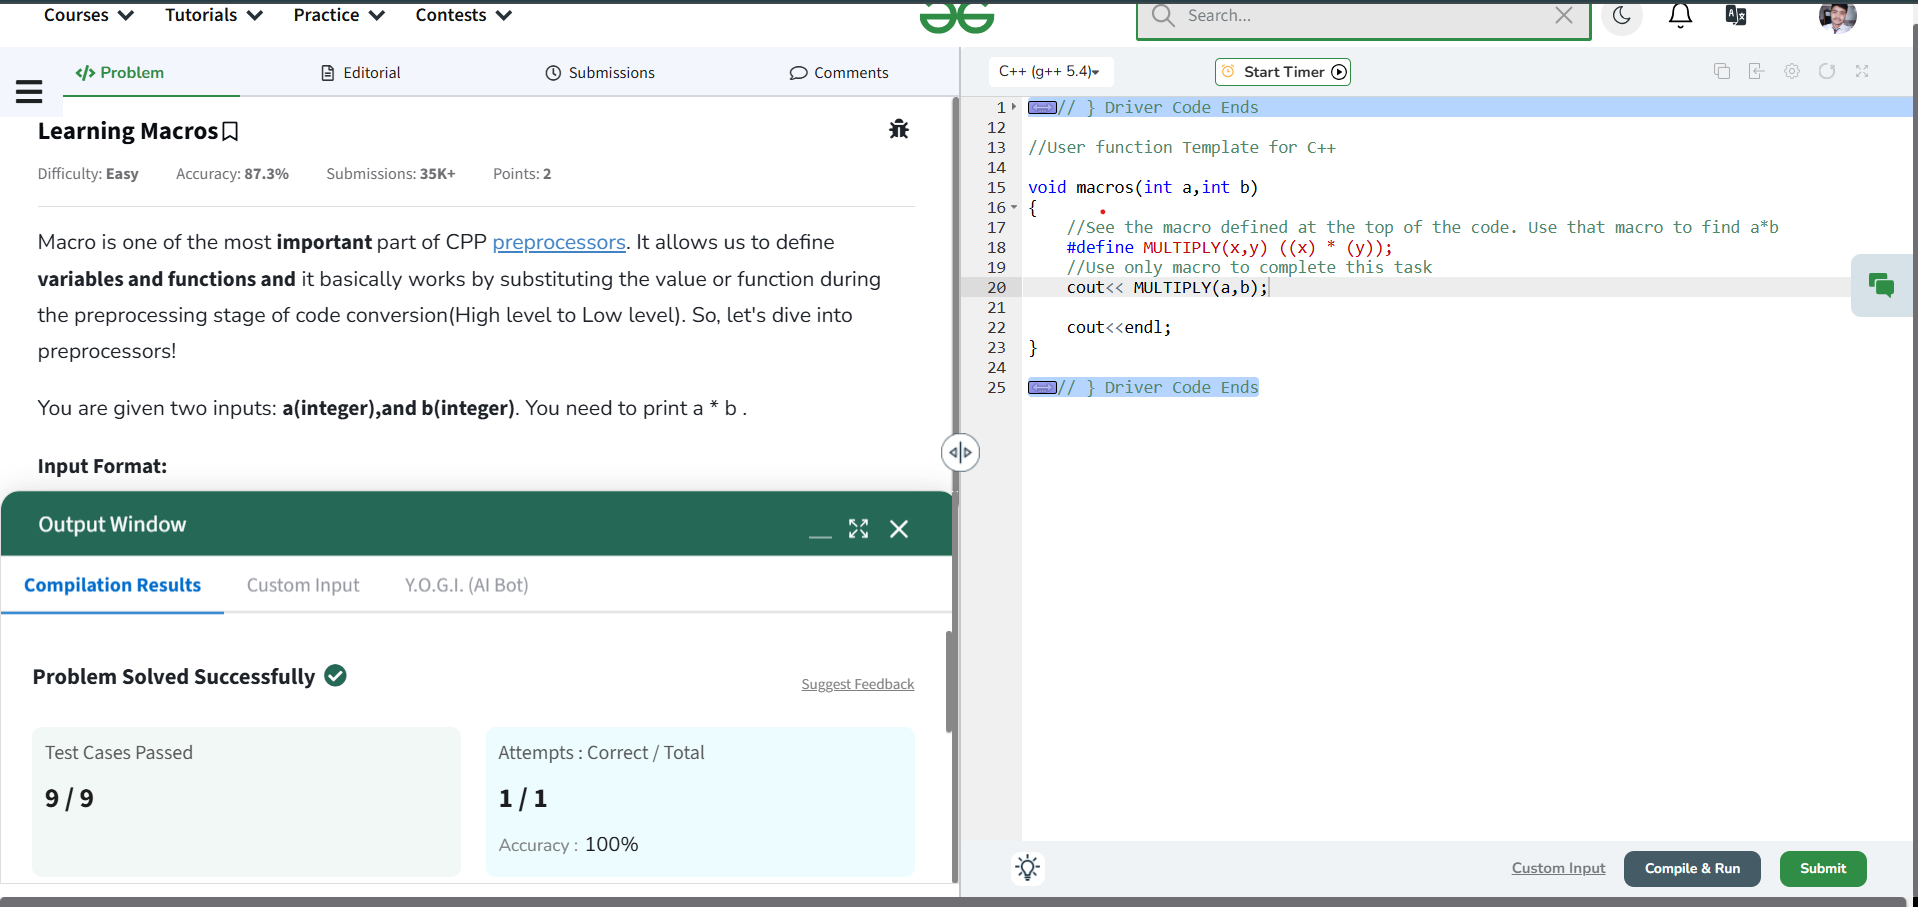 Courses Tutorials Practice Contests Search...
</> Problem Editorial Submissions Comments
Learning Macros
Difficulty: Easy Accuracy: 87.3% Submissions: 35K+ Points: 2
Macro is one of the most important part of CPP preprocessors. It allows us to define
variables and functions and it basically works by substituting the value or function during
the preprocessing stage of code conversion(High level to Low level). So, let's dive into
preprocessors!
You are given two inputs: a(integer),and b(integer). You need to print a * b .
Input Format:
Output Window
Compilation Results Custom Input Y.O.G.I. (AI Bot)
Problem Solved Successfully
Suggest Feedback
Test Cases Passed
9 / 9
Attempts : Correct / Total
1 / 1
Accuracy : 100%
C++ (g++ 5.4) Start Timer
1 // } Driver Code Ends
12
13 //User function Template for C++
14
15 void macros(int a,int b)
16 {
17 //See the macro defined at the top of the code. Use that macro to find a*b
18 #define MULTIPLY(x,y) ((x) * (y));
19 //Use only macro to complete this task
20 cout<< MULTIPLY(a,b);
21
22 cout<<endl;
23 }
24
25 // } Driver Code Ends
Custom Input Compile & Run Submit